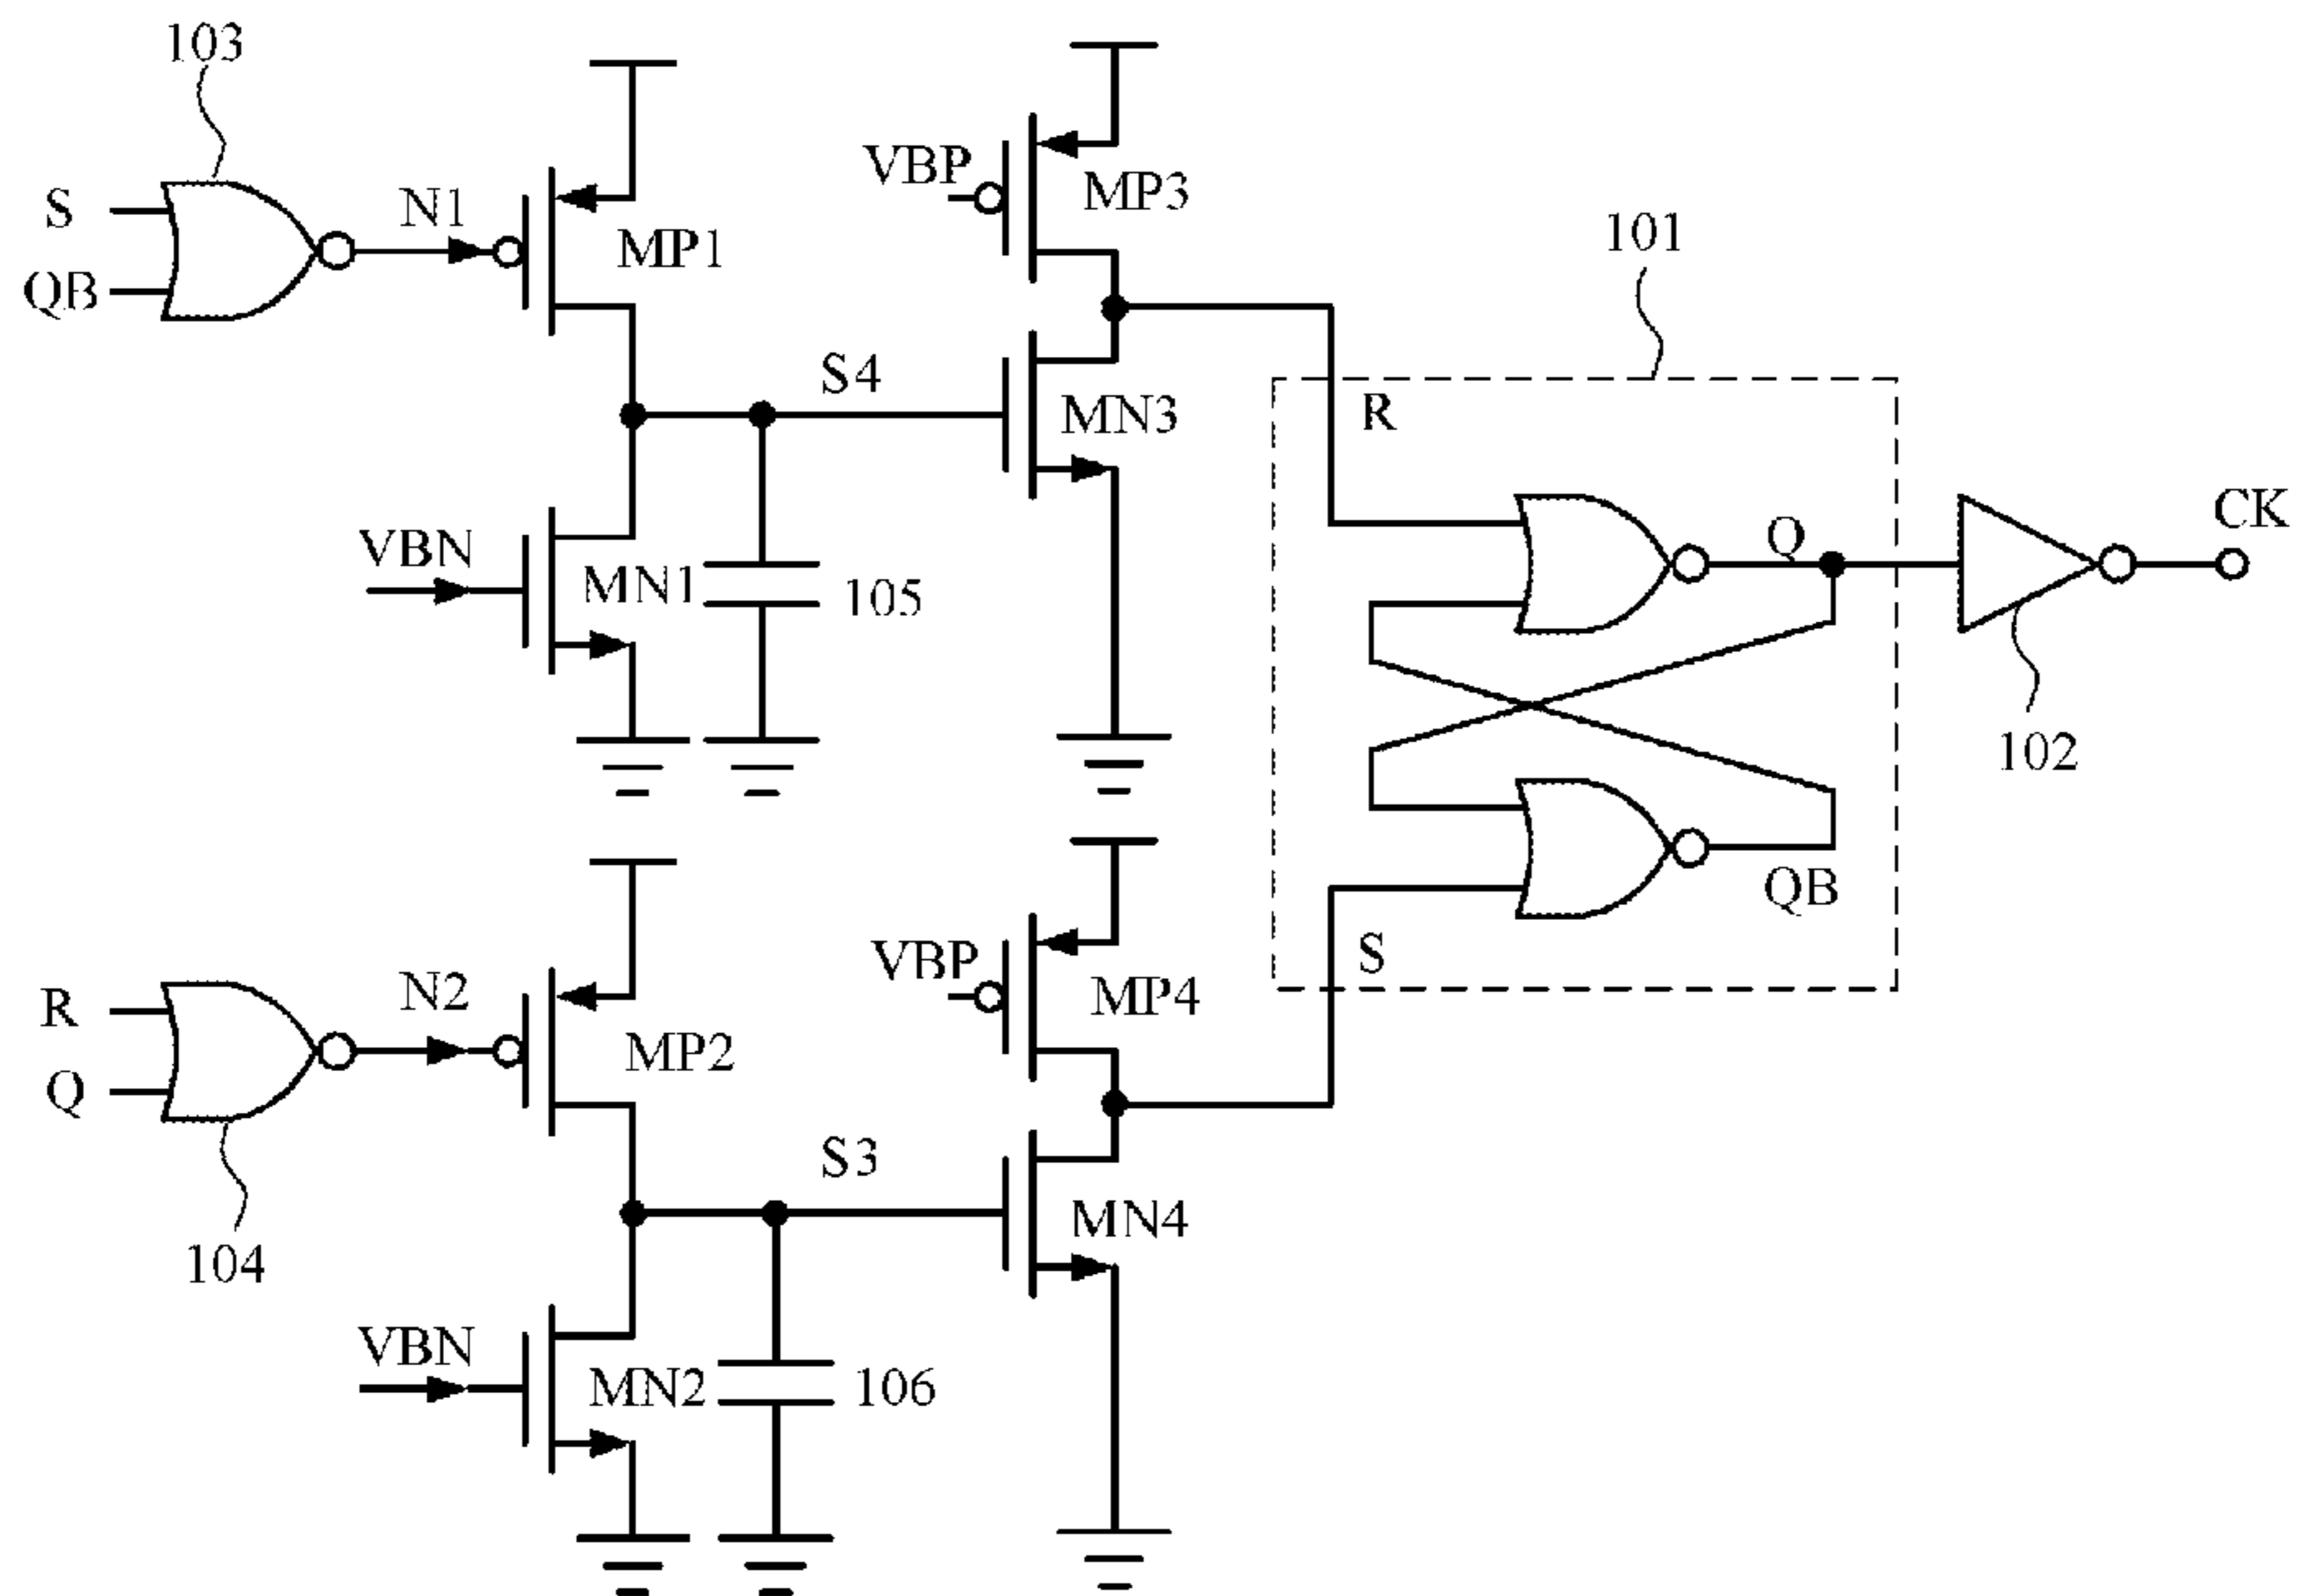 103
S
QB
N1
MP1
VBP
MP3
S4
MN3
VBN
MN1
105
101
R
Q
QB
S
CK
102
R
Q
N2
MP2
104
VBP
MP4
S3
MN4
VBN
MN2
106